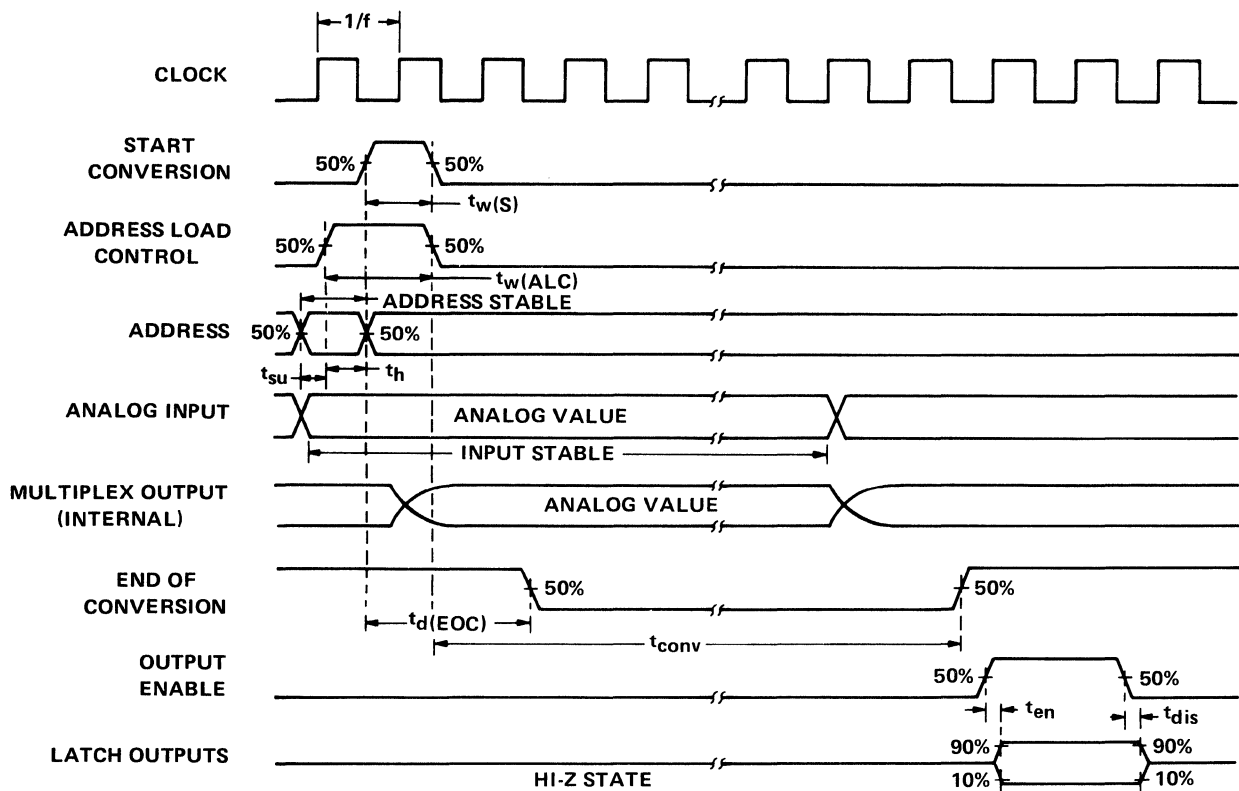 1/f
CLOCK
START
CONVERSION
50%
50%
tw(S)
ADDRESS LOAD
CONTROL
50%
50%
tw(ALC)
ADDRESS STABLE
ADDRESS
50%
50%
tsu
th
ANALOG INPUT
ANALOG VALUE
INPUT STABLE
MULTIPLEX OUTPUT
(INTERNAL)
ANALOG VALUE
END OF
CONVERSION
50%
50%
td(EOC)
tconv
OUTPUT
ENABLE
50%
50%
ten
tdis
LATCH OUTPUTS
90%
90%
HI-Z STATE
10%
10%